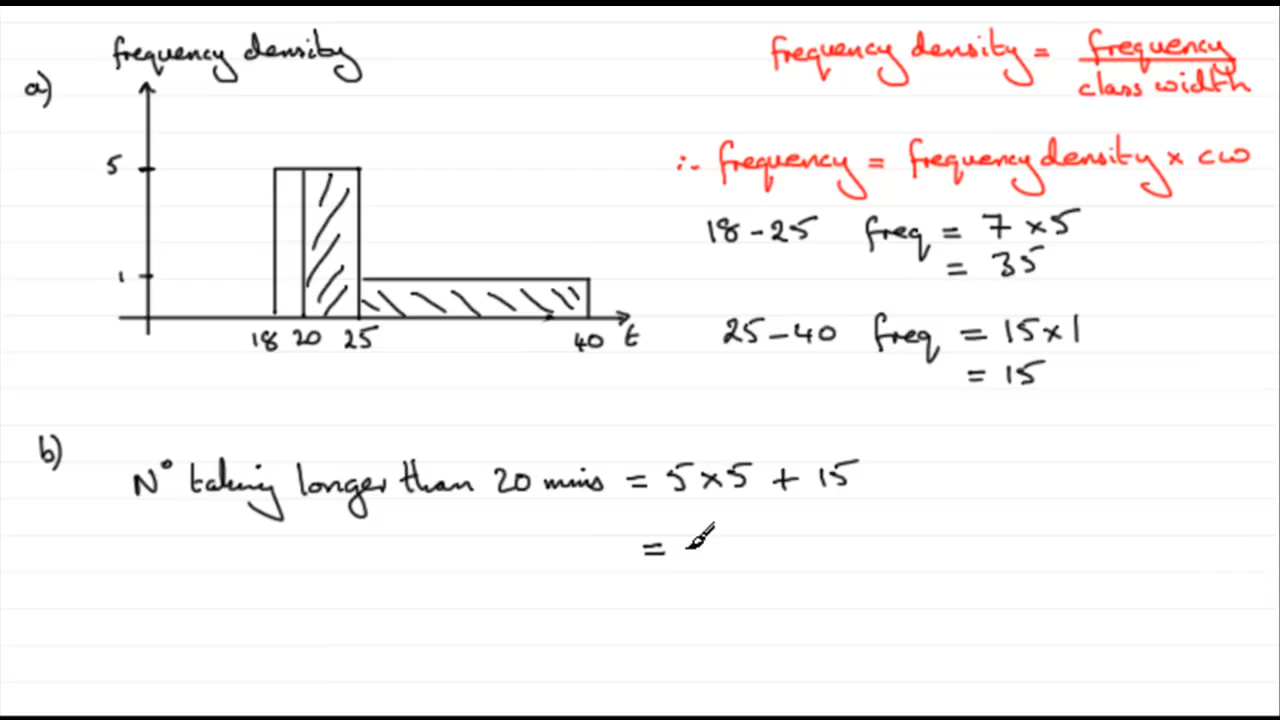 frequency density
a)
5
1
18 20 25 40 t
frequency density = frequency / class width
∴ frequency = frequency density × cw
18 - 25 freq = 7 × 5
= 35
25 - 40 freq = 15 × 1
= 15
b)
Nº taking longer than 20 mins = 5 × 5 + 15
=